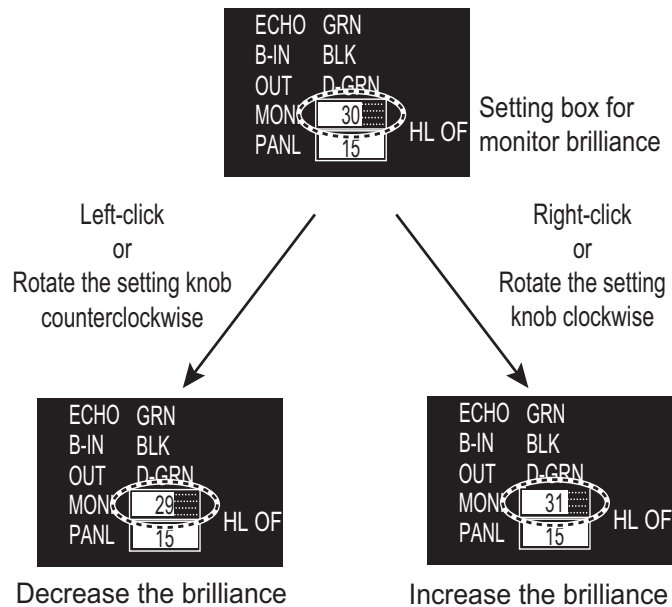 ECHO GRN
B-IN BLK
OUT D-GRN
MON 30
PANL 15
HL OF
Setting box for
monitor brilliance
Left-click
or
Rotate the setting knob
counterclockwise
Right-click
or
Rotate the setting
knob clockwise
ECHO GRN
B-IN BLK
OUT D-GRN
MON 29
PANL 15
HL OF
Decrease the brilliance
ECHO GRN
B-IN BLK
OUT D-GRN
MON 31
PANL 15
HL OF
Increase the brilliance